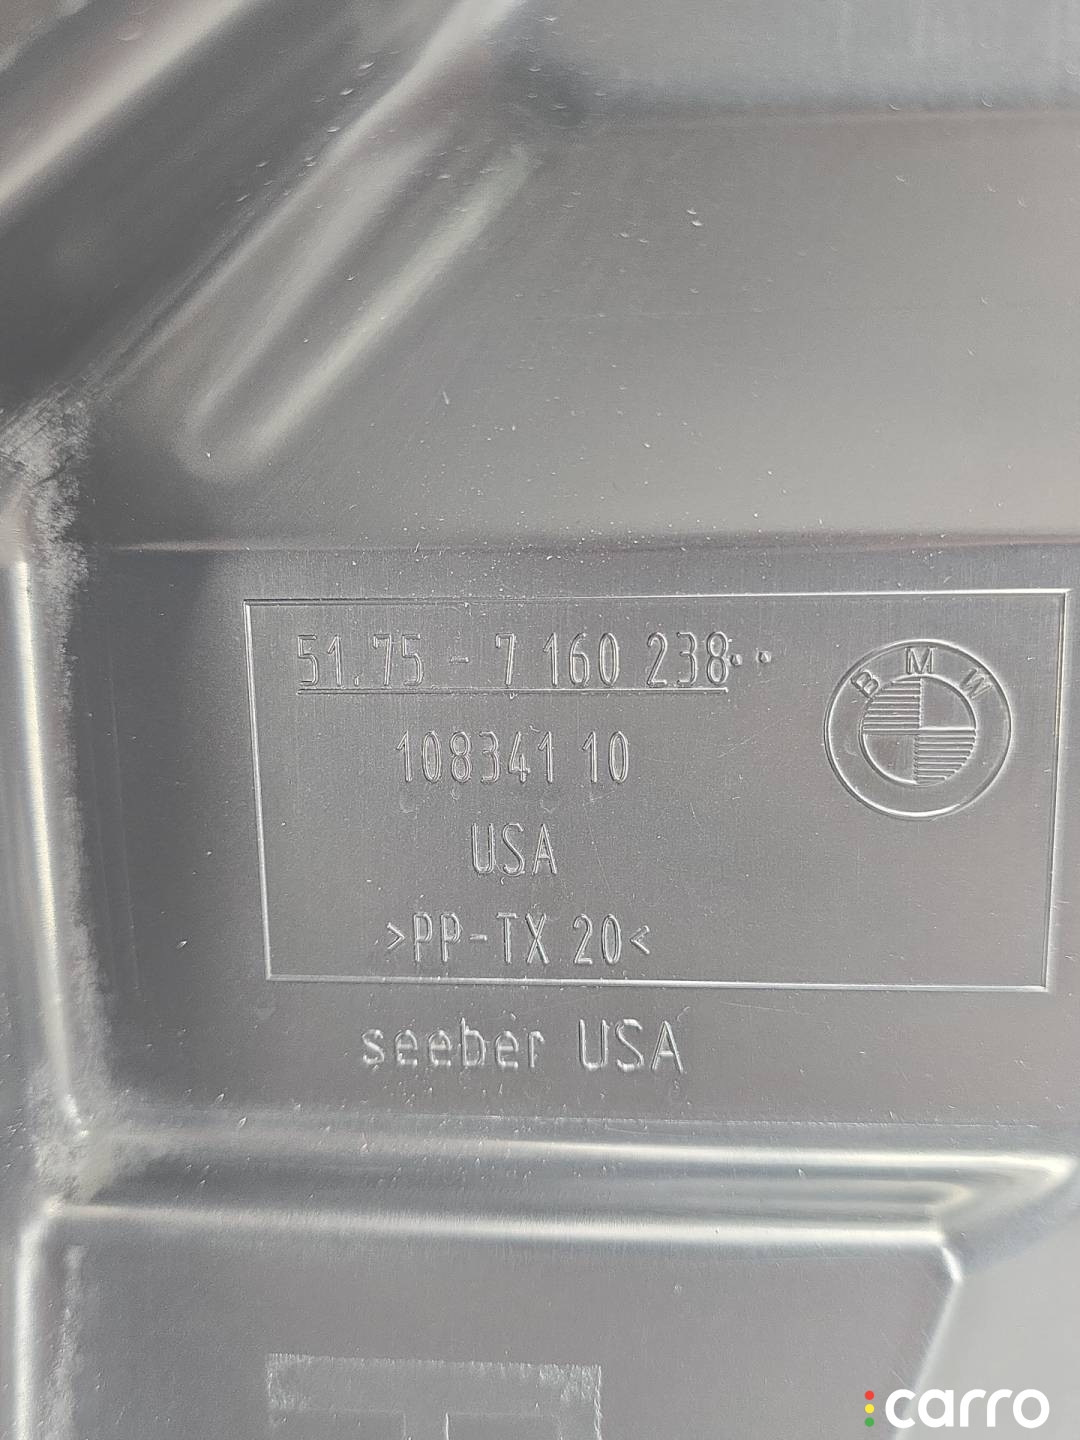 51.75 - 7 160 238..
BMW
108341 10
USA
>PP-TX 20<
seeber USA
carro